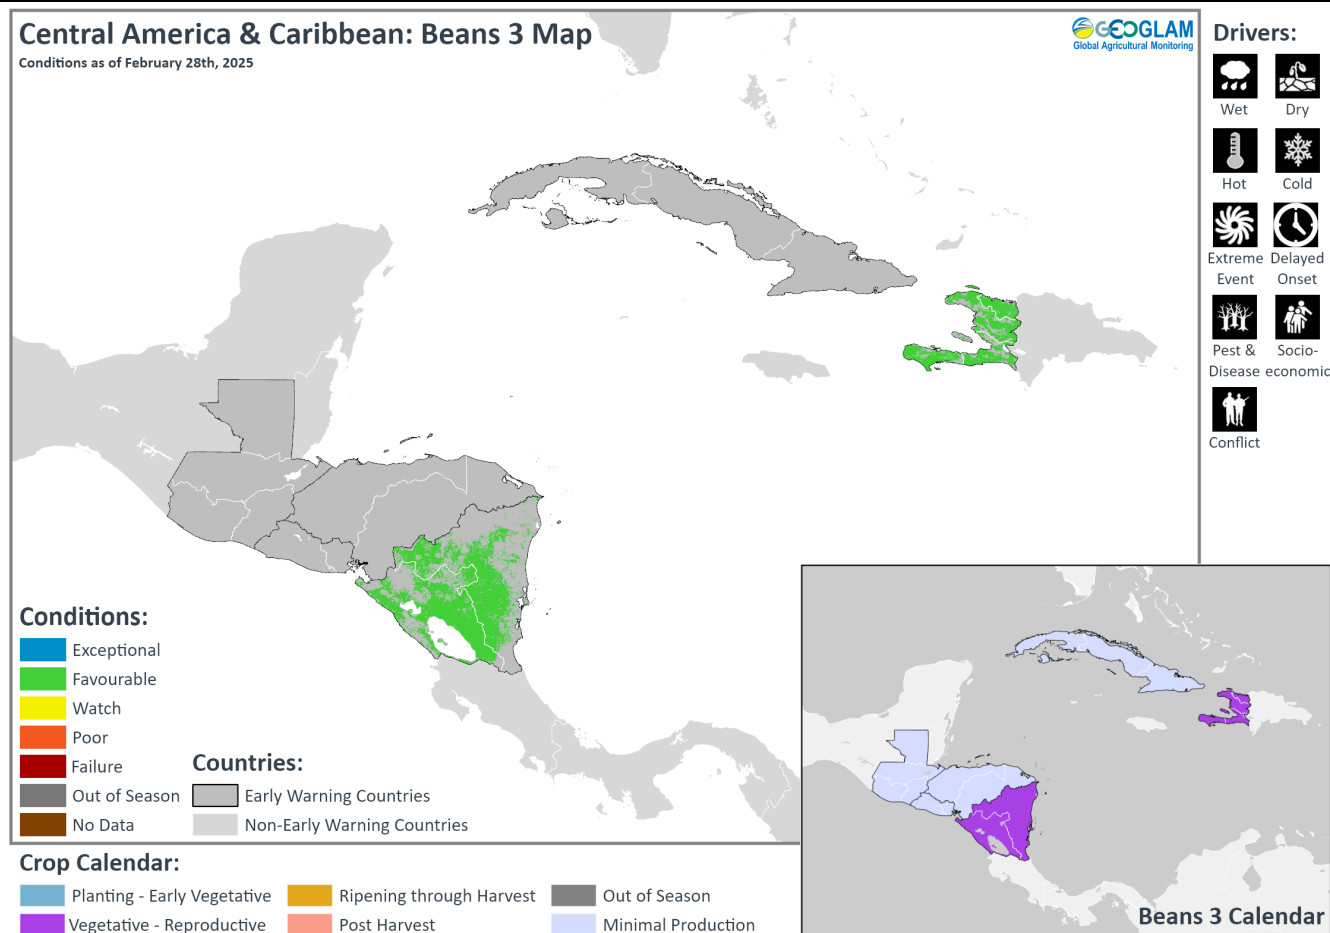 Central America & Caribbean: Beans 3 Map
Conditions as of February 28th, 2025
GEOGLAM
Global Agricultural Monitoring
Drivers:
Wet
Dry
Hot
Cold
Extreme
Event
Delayed
Onset
Pest &
Disease
Socio-
economic
Conflict
Conditions:
Exceptional
Favourable
Watch
Poor
Failure
Out of Season
No Data
Countries:
Early Warning Countries
Non-Early Warning Countries
Crop Calendar:
Planting - Early Vegetative
Ripening through Harvest
Out of Season
Vegetative - Reproductive
Post Harvest
Minimal Production
Beans 3 Calendar